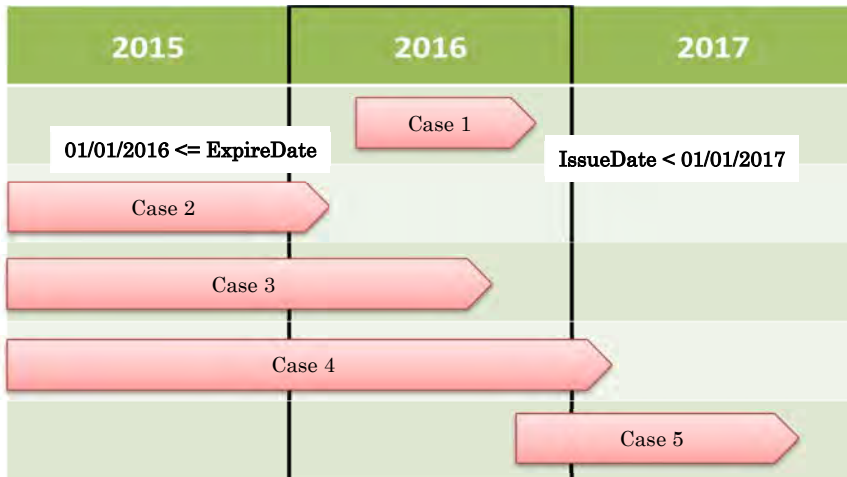 2015 2016 2017
Case 1
01/01/2016 <= ExpireDate
IssueDate < 01/01/2017
Case 2
Case 3
Case 4
Case 5